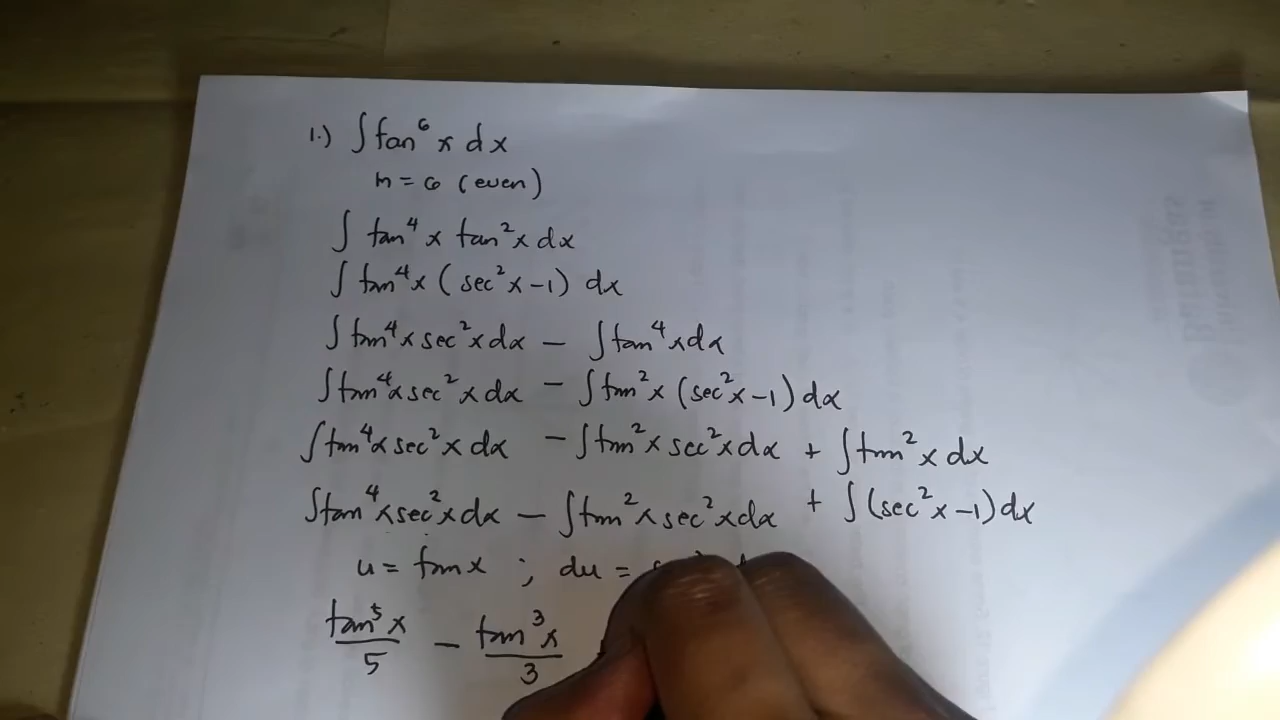 1.) ∫ tan⁶ x dx
n = 6 (even)
∫ tan⁴ x tan² x dx
∫ tan⁴ x ( sec² x - 1) dx
∫ tan⁴ x sec² x dx - ∫ tan⁴ x dx
∫ tan⁴ x sec² x dx - ∫ tan² x (sec² x - 1) dx
∫ tan⁴ x sec² x dx - ∫ tan² x sec² x dx + ∫ tan² x dx
∫ tan⁴ x sec² x dx - ∫ tan² x sec² x dx + ∫ (sec² x - 1) dx
u = tan x ; du =
tan⁵ x / 5 - tan³ x / 3